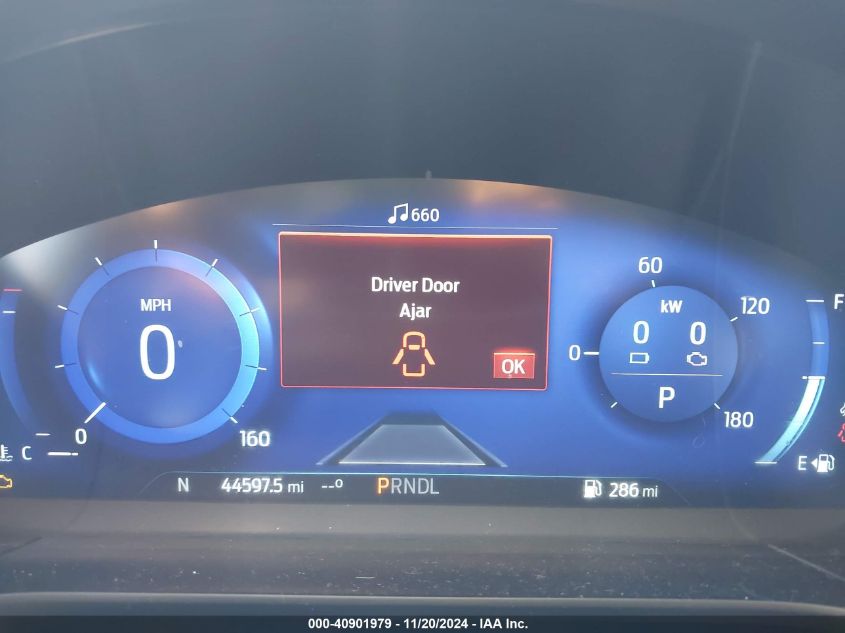 660
Driver Door
Ajar
OK
MPH
0
0
160
60
kW
0
0
0
120
P
180
F
C
E
N
44597.5 mi
--°
PRNDL
286 mi
000-40901979 - 11/20/2024 - IAA Inc.